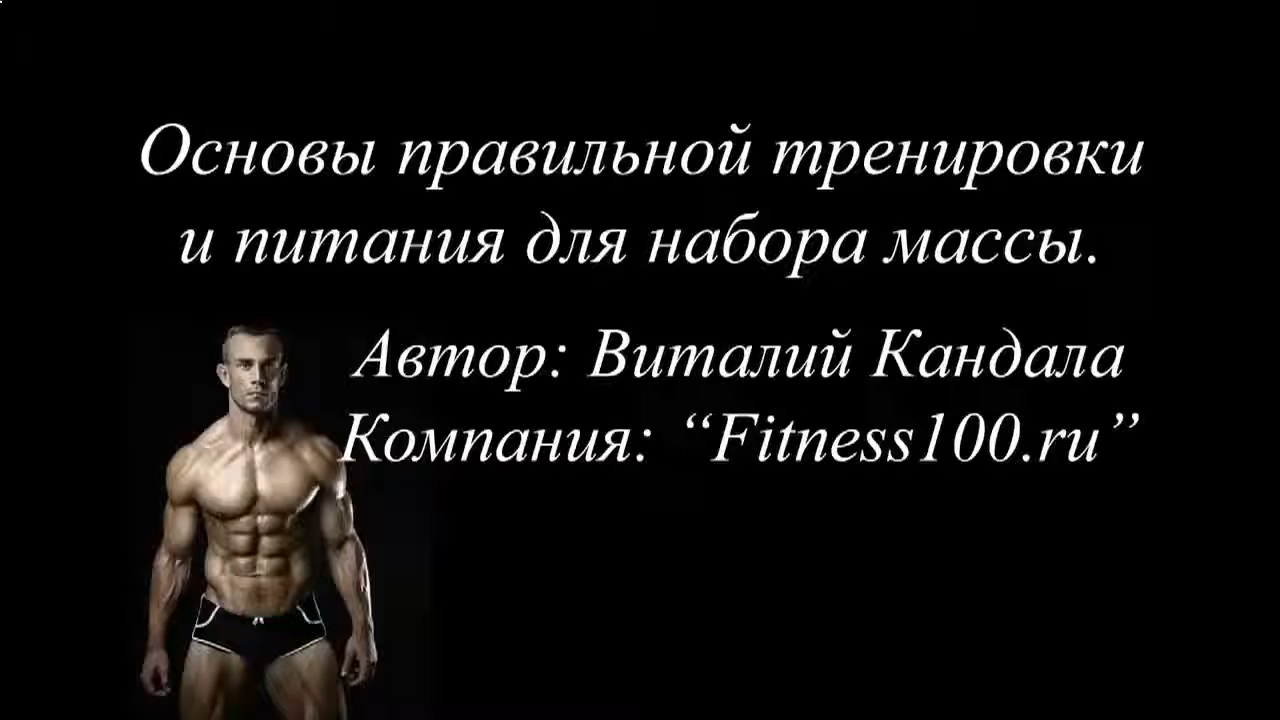 Основы правильной тренировки
и питания для набора массы.
Автор: Виталий Кандала
Компания: “Fitness100.ru”